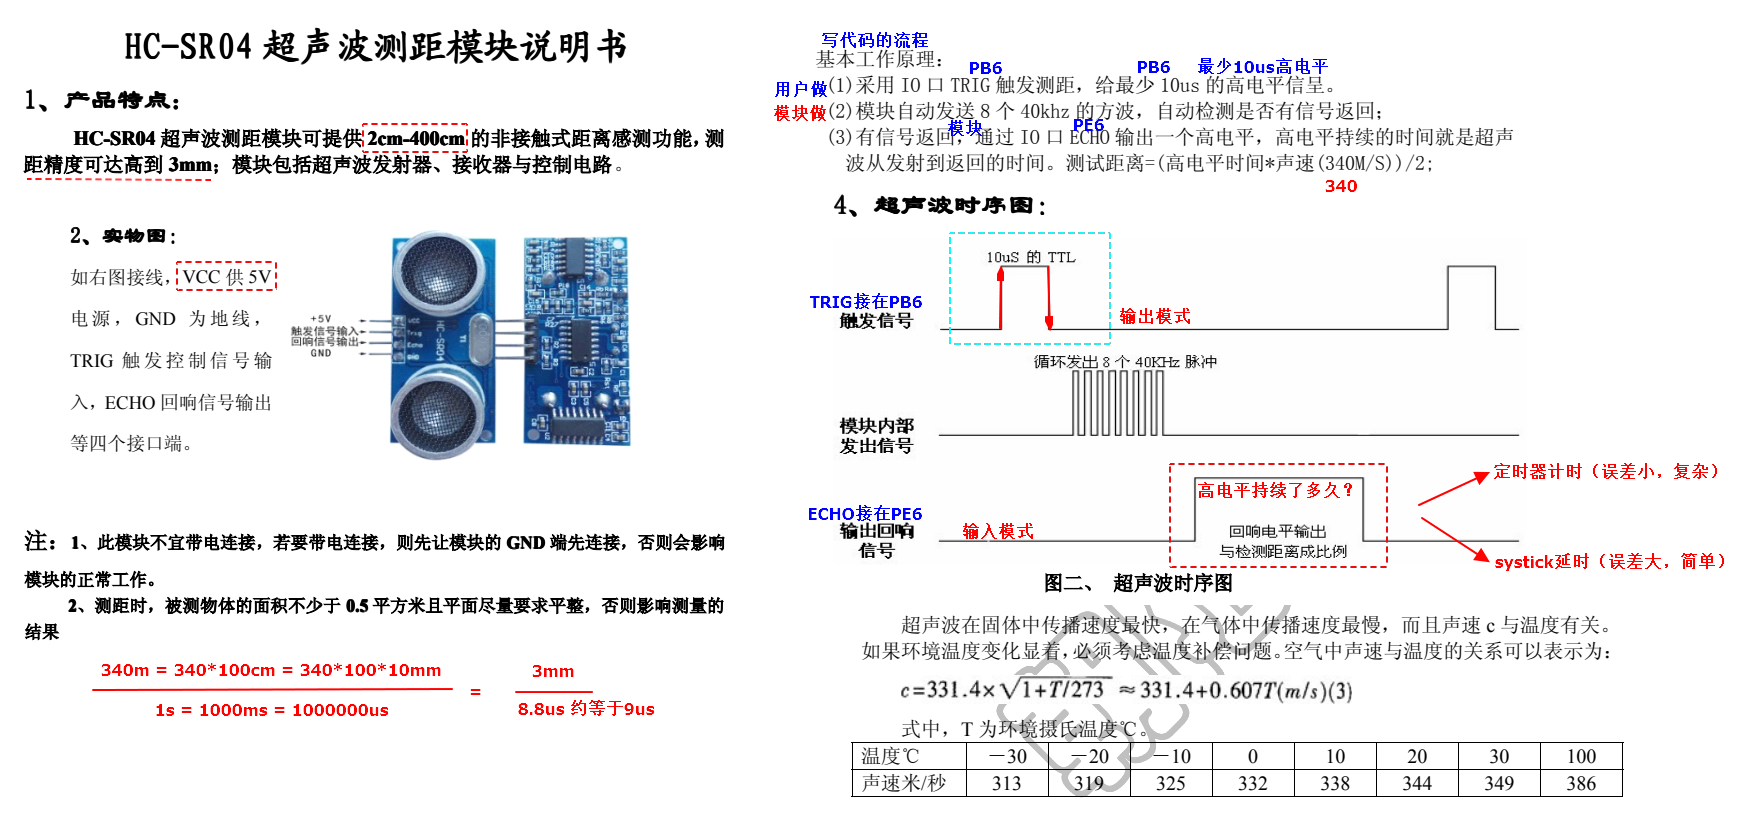 HC-SR04 超声波测距模块说明书
1、产品特点：
HC-SR04 超声波测距模块可提供 2cm-400cm 的非接触式距离感测功能，测
距精度可达高到 3mm；模块包括超声波发射器、接收器与控制电路。
2、实物图：
如右图接线，VCC 供 5V
电源，GND 为地线，
TRIG 触发控制信号输
入，ECHO 回响信号输出
等四个接口端。
+5V
触发信号输入
回响信号输出
GND
VCC
Trig
Echo
GND
HC-SR04
注：1、此模块不宜带电连接，若要带电连接，则先让模块的 GND 端先连接，否则会影响
模块的正常工作。
2、测距时，被测物体的面积不少于 0.5 平方米且平面尽量要求平整，否则影响测量的
结果
340m = 340*100cm = 340*100*10mm
1s = 1000ms = 1000000us
=
3mm
8.8us 约等于9us
写代码的流程
基本工作原理：
PB6 PB6 最少10us高电平
用户做 (1)采用 IO 口 TRIG 触发测距，给最少 10us 的高电平信呈。
模块做 (2)模块自动发送 8 个 40khz 的方波，自动检测是否有信号返回；
模块 PE6
(3)有信号返回，通过 IO 口 ECHO 输出一个高电平，高电平持续的时间就是超声
波从发射到返回的时间。测试距离=(高电平时间*声速(340M/S))/2;
340
4、超声波时序图：
10uS 的 TTL
TRIG接在PB6
触发信号
输出模式
循环发出 8 个 40KHz 脉冲
模块内部
发出信号
定时器计时（误差小，复杂）
高电平持续了多久？
ECHO接在PE6
输出回响
信号
输入模式
回响电平输出
与检测距离成比例
systick延时（误差大，简单）
图二、 超声波时序图
超声波在固体中传播速度最快，在气体中传播速度最慢，而且声速 c 与温度有关。
如果环境温度变化显着，必须考虑温度补偿问题。空气中声速与温度的关系可以表示为：
c=331.4×√1+T/273 ≈331.4+0.607T(m/s)(3)
式中，T 为环境摄氏温度℃。
温度℃ －30 －20 －10 0 10 20 30 100
声速米/秒 313 319 325 332 338 344 349 386